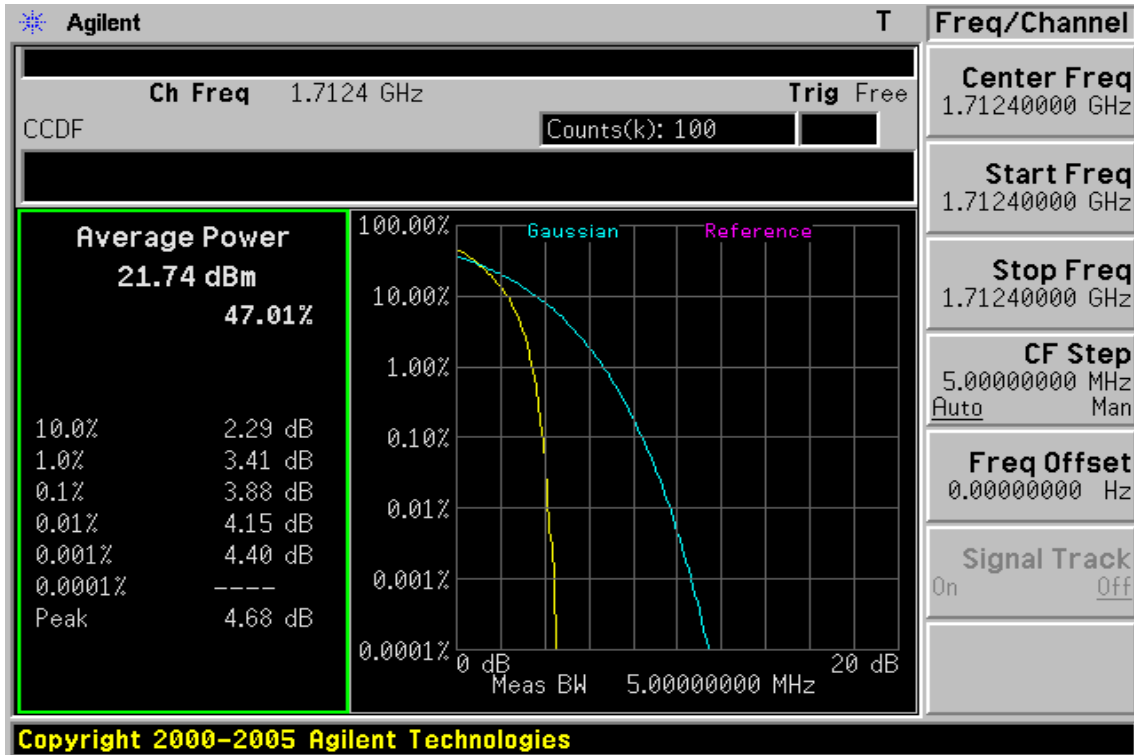 Agilent T
Freq/Channel
Ch Freq 1.7124 GHz Trig Free
CCDF Counts(k): 100
Average Power
21.74 dBm
47.01%
10.0% 2.29 dB
1.0% 3.41 dB
0.1% 3.88 dB
0.01% 4.15 dB
0.001% 4.40 dB
0.0001% ----
Peak 4.68 dB
Gaussian Reference
100.00%
10.00%
1.00%
0.10%
0.01%
0.001%
0.0001%
0 dB 20 dB
Meas BW 5.00000000 MHz
Center Freq
1.71240000 GHz
Start Freq
1.71240000 GHz
Stop Freq
1.71240000 GHz
CF Step
5.00000000 MHz
Auto Man
Freq Offset
0.00000000 Hz
Signal Track
On Off
Copyright 2000-2005 Agilent Technologies